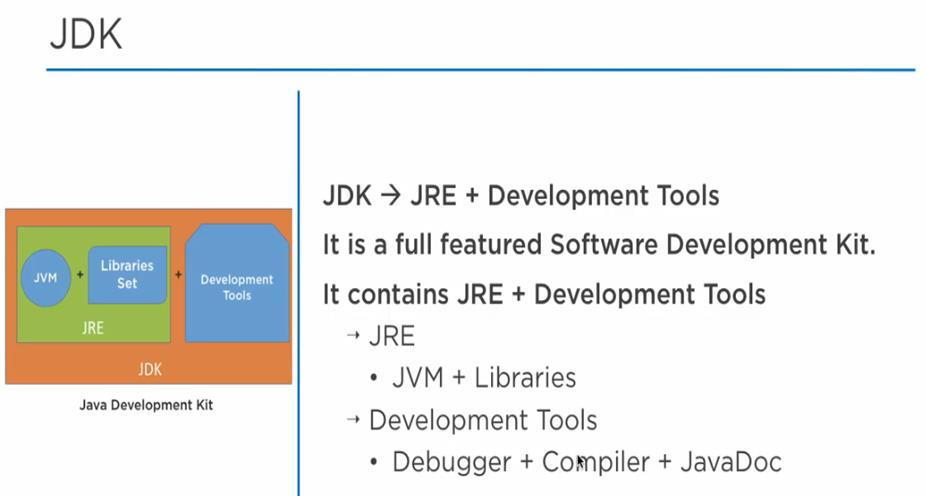 JDK
JVM
+
Libraries
Set
+
Development
Tools
JRE
JDK
Java Development Kit
JDK → JRE + Development Tools
It is a full featured Software Development Kit.
It contains JRE + Development Tools
→ JRE
• JVM + Libraries
→ Development Tools
• Debugger + Compiler + JavaDoc